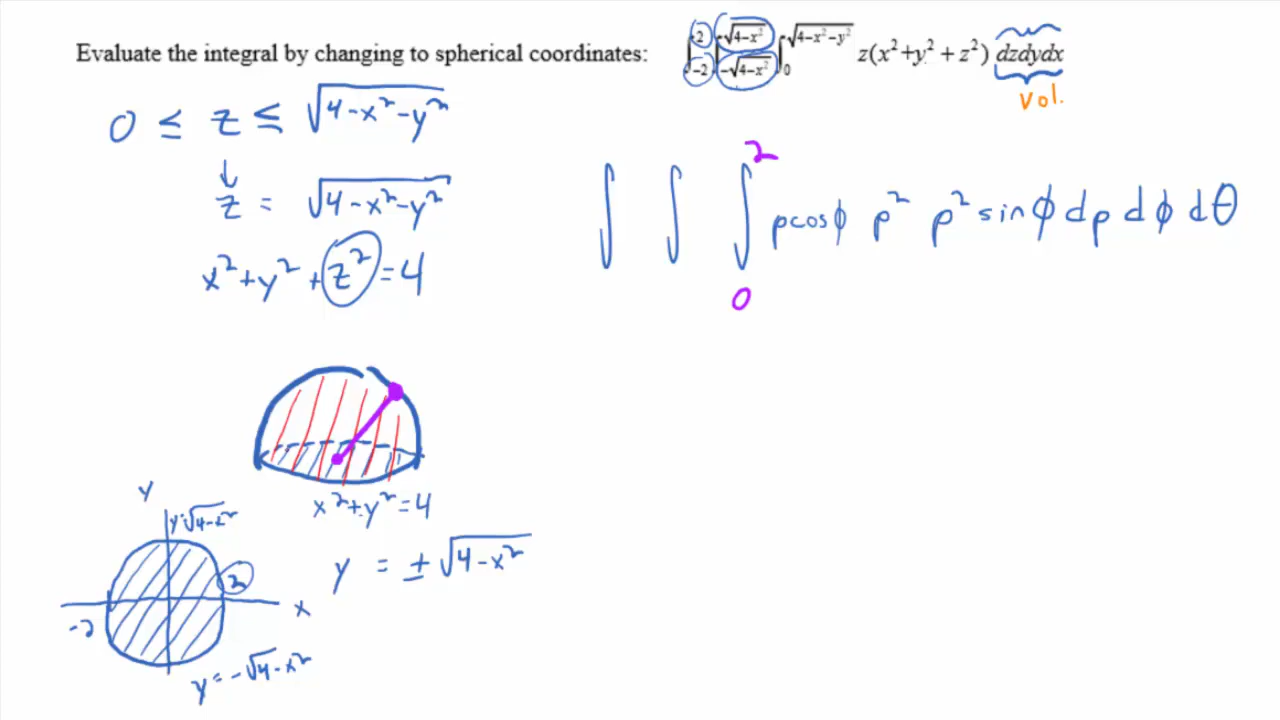 Evaluate the integral by changing to spherical coordinates: ∫_{-2}^{2} ∫_{-√(4-x²)}^{√(4-x²)} ∫_{0}^{√(4-x²-y²)} z(x²+y²+z²) dzdydx
vol.
0 ≤ z ≤ √(4-x²-y²)
↓
z = √(4-x²-y²)
x²+y²+z²=4
∫ ∫ ∫_{0}^{2} ρcosϕ ρ² ρ² sinϕ dρ dϕ dθ
x²+y²=4
y = ±√(4-x²)
y
y=√(4-x²)
2
x
-2
y=-√(4-x²)